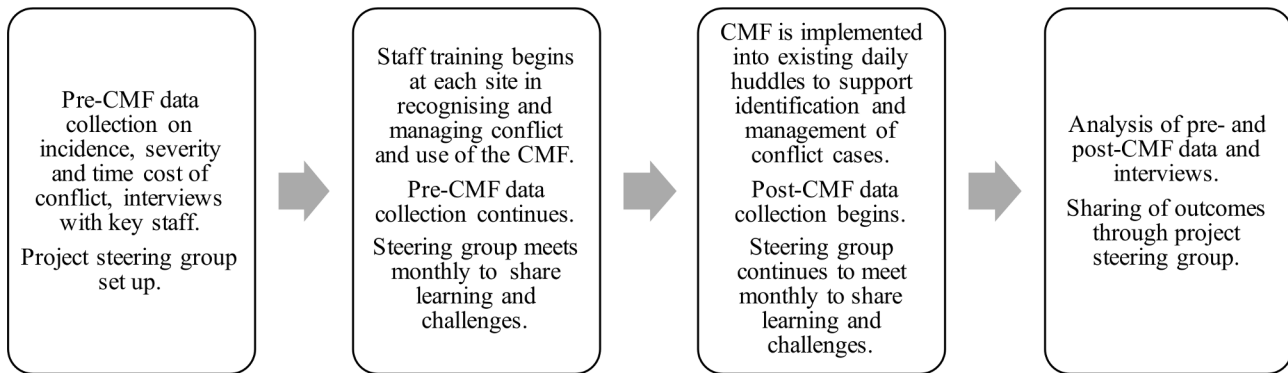 Pre-CMF data
collection on
incidence, severity
and time cost of
conflict, interviews
with key staff.
Project steering group
set up.
Staff training begins
at each site in
recognising and
managing conflict
and use of the CMF.
Pre-CMF data
collection continues.
Steering group meets
monthly to share
learning and
challenges.
CMF is implemented
into existing daily
huddles to support
identification and
management of
conflict cases.
Post-CMF data
collection begins.
Steering group
continues to meet
monthly to share
learning and
challenges.
Analysis of pre- and
post-CMF data and
interviews.
Sharing of outcomes
through project
steering group.